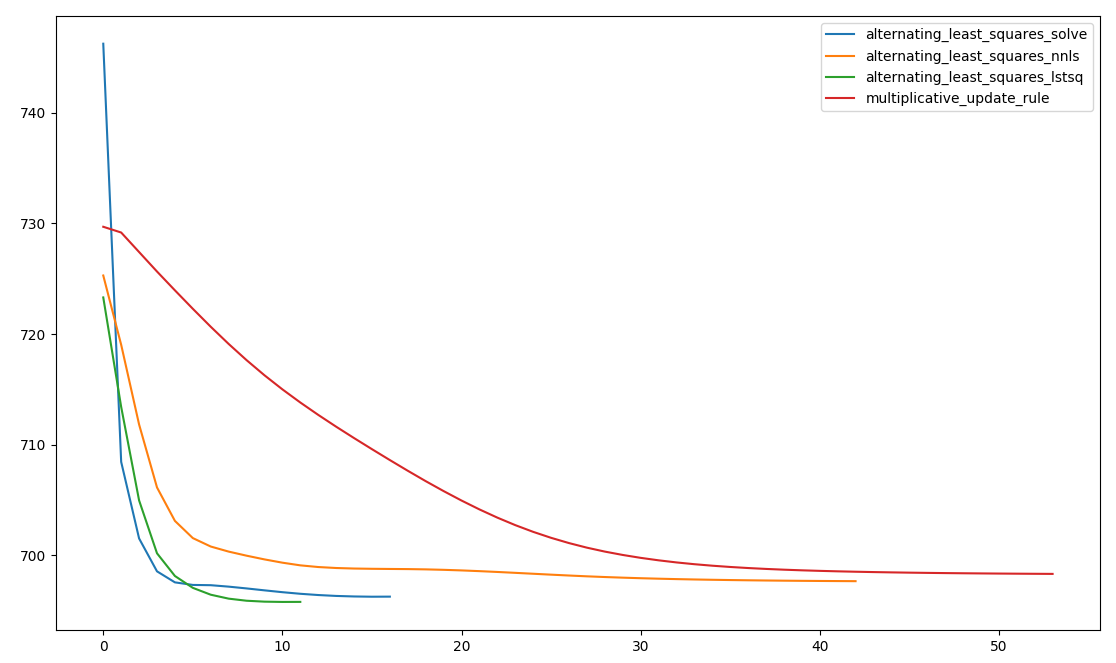 alternating_least_squares_solve
alternating_least_squares_nnls
alternating_least_squares_lstsq
multiplicative_update_rule
740
730
720
710
700
0 10 20 30 40 50